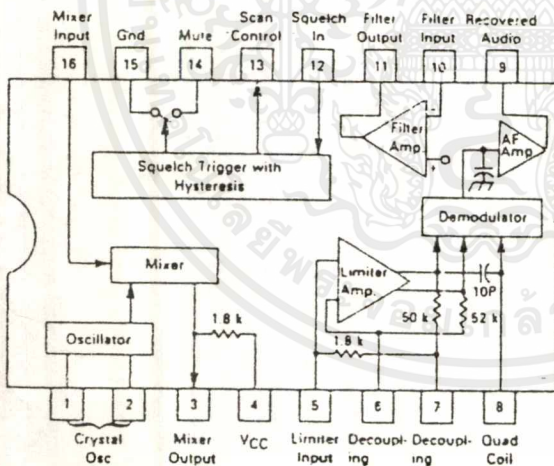 Mixer Input
Gnd
Mute
Scan Control
Squelch In
Filter Output
Filter Input
Recovered Audio
16
15
14
13
12
11
10
9
Squelch Trigger with Hysteresis
Filter Amp
- +
AF Amp
Demodulator
Mixer
Limiter Amp.
10P
1.8 k
50 k
52 k
1.8 k
Oscillator
1
2
3
4
5
6
7
8
Crystal Osc
Mixer Output
VCC
Limiter Input
Decoupl- ing
Decoupl- ing
Quad Coil